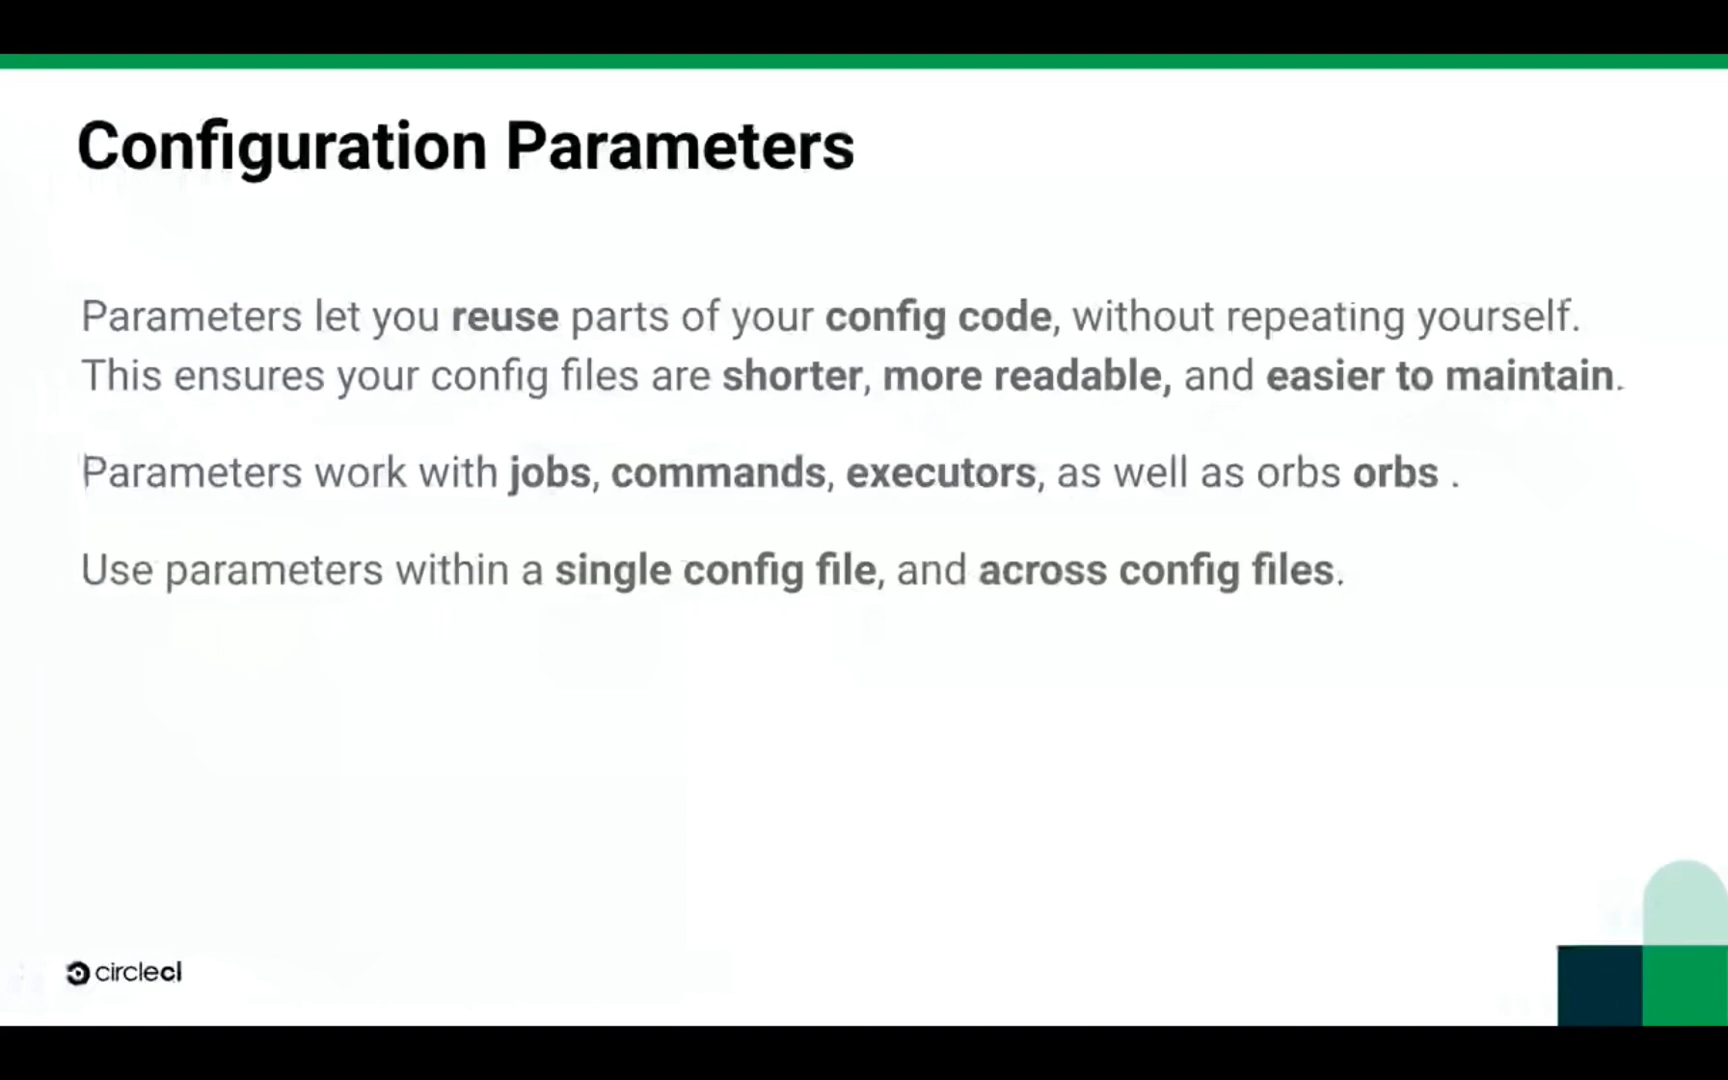 Configuration Parameters
Parameters let you reuse parts of your config code, without repeating yourself.
This ensures your config files are shorter, more readable, and easier to maintain.
Parameters work with jobs, commands, executors, as well as orbs orbs .
Use parameters within a single config file, and across config files.
circleci